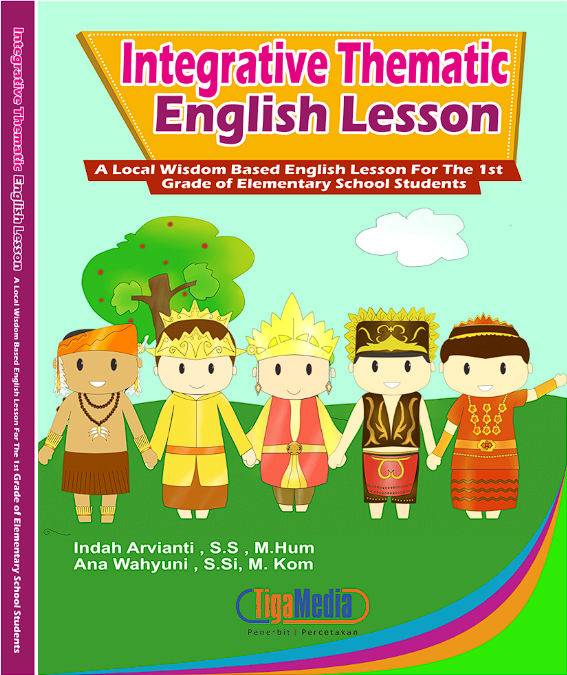 Integrative Thematic English Lesson A Local Wisdom Based English Lesson For The 1st Grade of Elementary School Students
Integrative Thematic
English Lesson
A Local Wisdom Based English Lesson For The 1st
Grade of Elementary School Students
Indah Arvianti , S.S , M.Hum
Ana Wahyuni , S.Si, M. Kom
TigaMedia
Penerbit | Percetakan